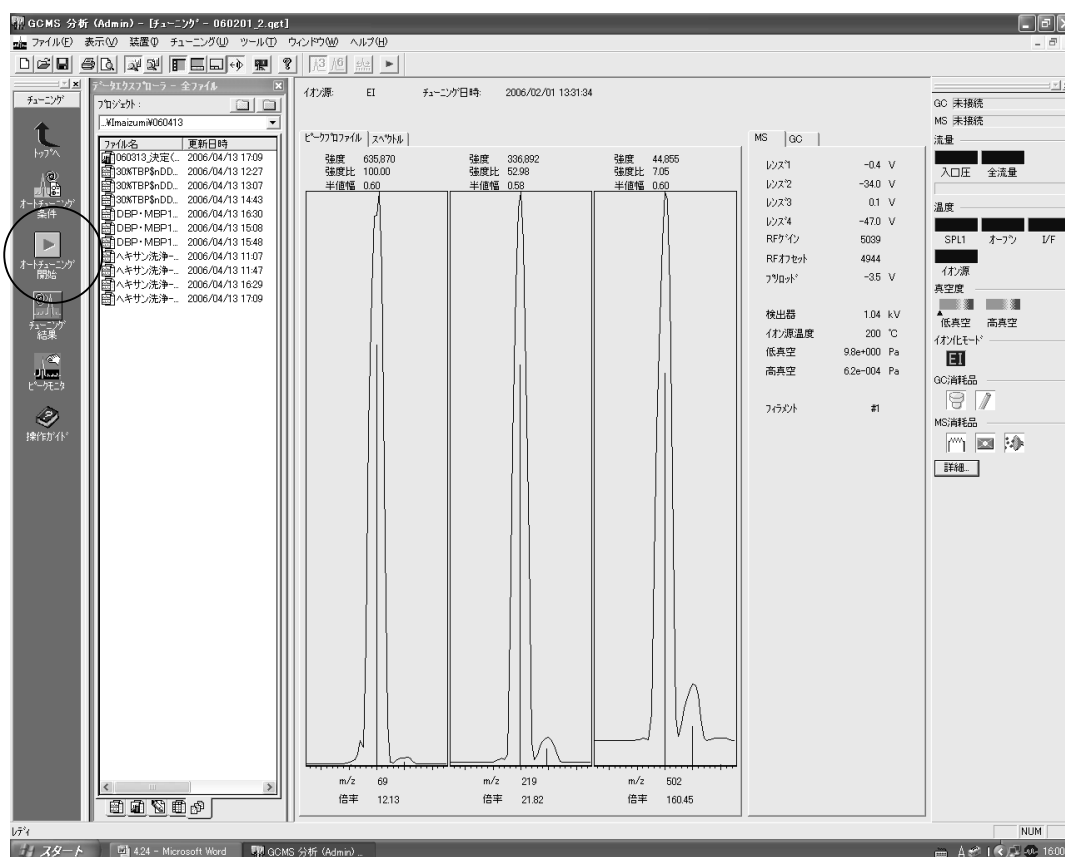 GCMS 分析 (Admin) - [チューニング - 060201_2.qgt]
ファイル(F) 表示(V) 装置(I) チューニング(U) ツール(T) ウィンドウ(W) ヘルプ(H)
チューニング
トップへ
オートチューニング
条件
オートチューニング
開始
チューニング
結果
ピークモニタ
操作ガイド
データエクスプローラ - 全ファイル
プロジェクト:
..¥Imaizumi¥060413
ファイル名 更新日時
060313_決定(... 2006/04/13 17:09
30%TBP$nDD... 2006/04/13 12:27
30%TBP$nDD... 2006/04/13 13:07
30%TBP$nDD... 2006/04/13 14:43
DBP・MBP1... 2006/04/13 16:30
DBP・MBP1... 2006/04/13 15:08
DBP・MBP1... 2006/04/13 15:48
ヘキサン洗浄-... 2006/04/13 11:07
ヘキサン洗浄-... 2006/04/13 11:47
ヘキサン洗浄-... 2006/04/13 16:29
ヘキサン洗浄-... 2006/04/13 17:09
イオン源: EI チューニング日時: 2006/02/01 13:31:34
ピークプロファイル スペクトル
強度 635,870 強度 336,892 強度 44,855
強度比 100.00 強度比 52.98 強度比 7.05
半値幅 0.60 半値幅 0.58 半値幅 0.60
m/z 69 m/z 219 m/z 502
倍率 12.13 倍率 21.82 倍率 160.45
MS GC
レンズ1 -0.4 V
レンズ2 -34.0 V
レンズ3 0.1 V
レンズ4 -47.0 V
RFゲイン 5039
RFオフセット 4944
プリロッド -3.5 V
検出器 1.04 kV
イオン源温度 200 ℃
低真空 9.8e+000 Pa
高真空 6.2e-004 Pa
フィラメント #1
GC 未接続
MS 未接続
流量
入口圧 全流量
温度
SPL1 オーブン I/F
イオン源
真空度
低真空 高真空
イオン化モード
EI
GC消耗品
MS消耗品
詳細...
レディ NUM
スタート 4.24 - Microsoft Word GCMS 分析 (Admin) ... A 16:00